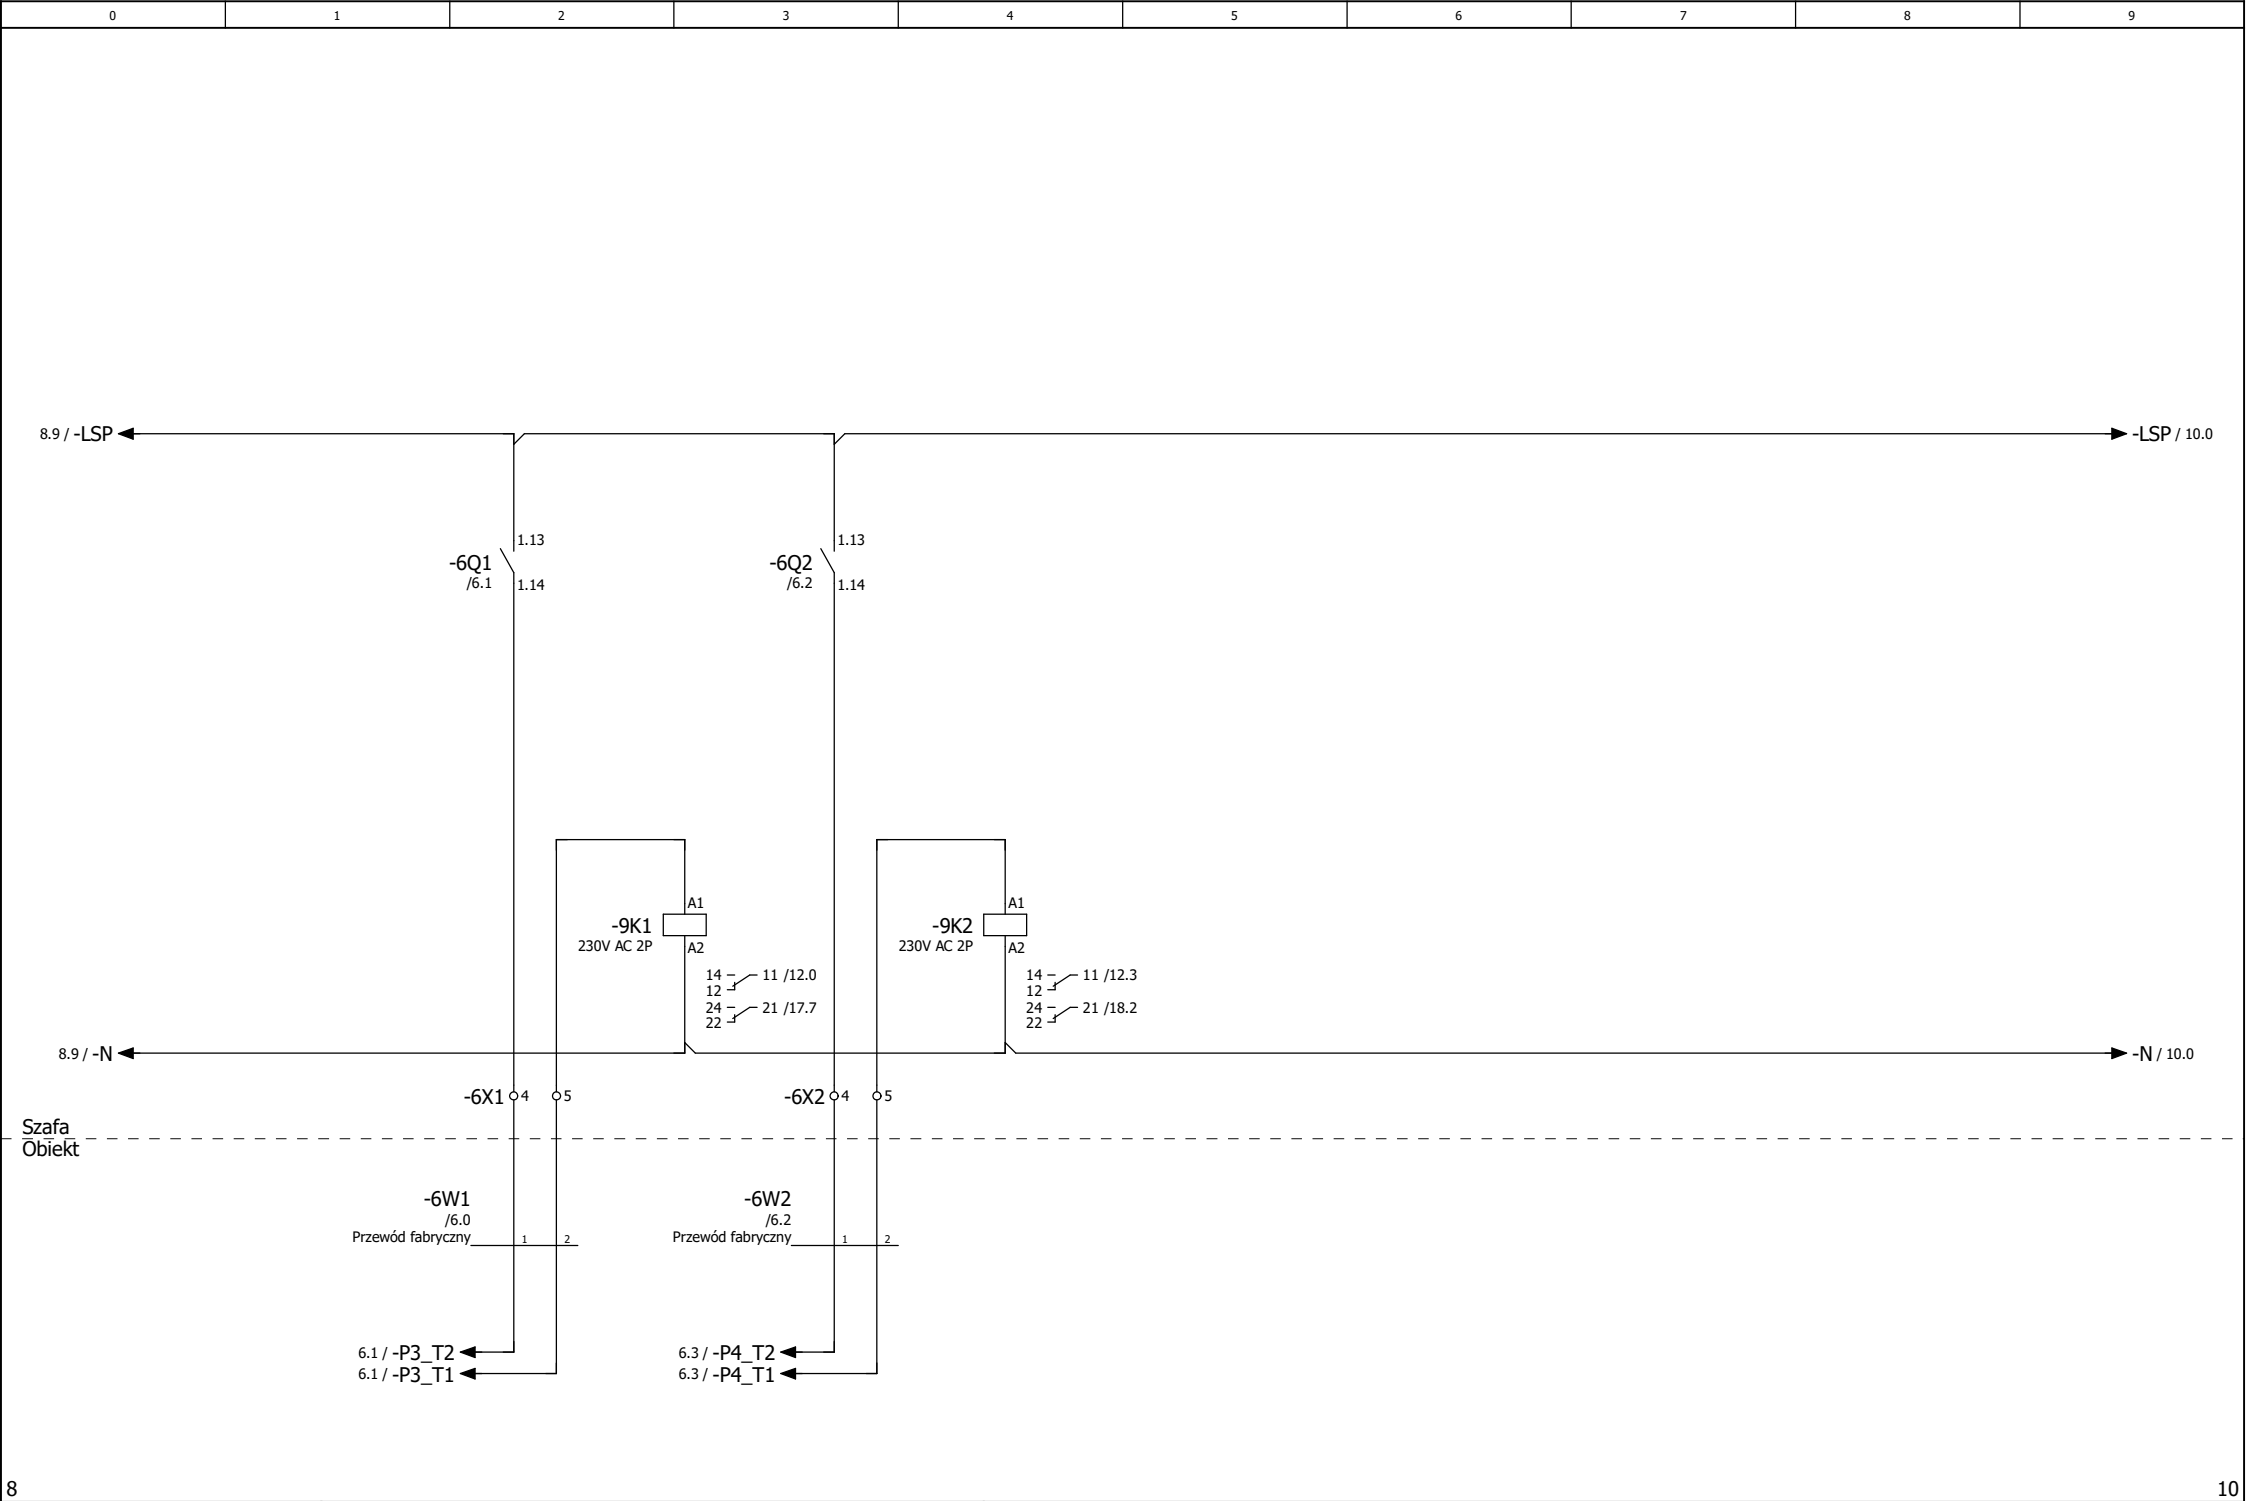 0 1 2 3 4 5 6 7 8 9
8.9 / -LSP
-LSP / 10.0
1.13
-6Q1
/6.1
1.14
1.13
-6Q2
/6.2
1.14
A1
-9K1
230V AC 2P
A2
14 11 /12.0
12
24 21 /17.7
22
A1
-9K2
230V AC 2P
A2
14 11 /12.3
12
24 21 /18.2
22
8.9 / -N
-N / 10.0
-6X1 4 5
-6X2 4 5
Szafa
Obiekt
-6W1
/6.0
Przewód fabryczny 1 2
-6W2
/6.2
Przewód fabryczny 1 2
6.1 / -P3_T2
6.1 / -P3_T1
6.3 / -P4_T2
6.3 / -P4_T1
8
10